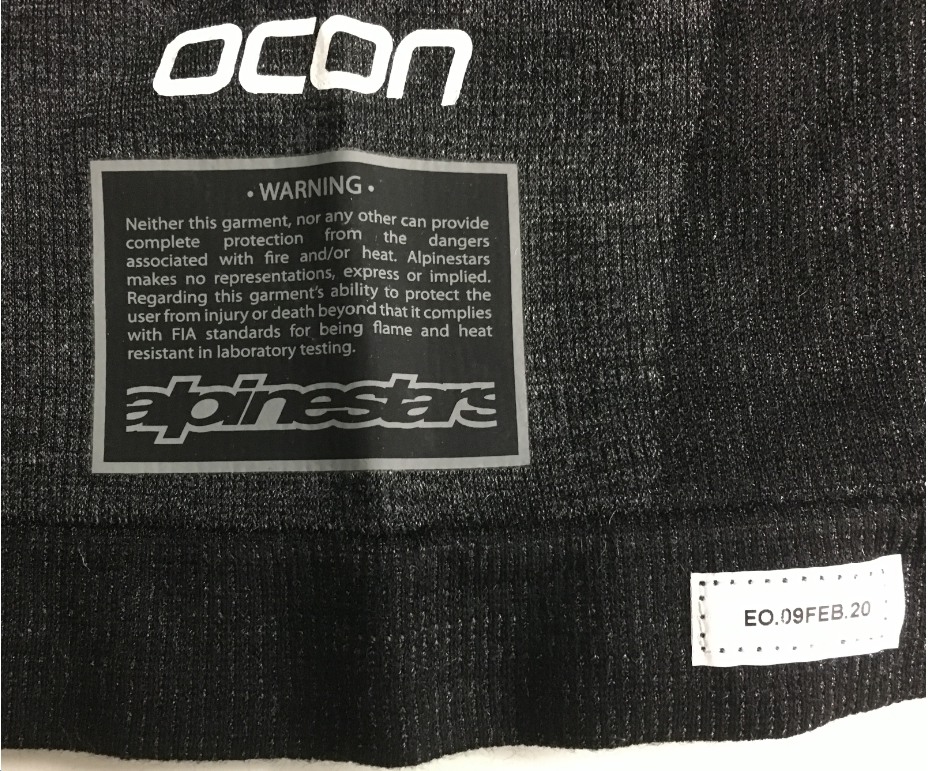 ocon
• WARNING •
Neither this garment, nor any other can provide
complete protection from the dangers
associated with fire and/or heat. Alpinestars
makes no representations, express or implied.
Regarding this garment's ability to protect the
user from injury or death beyond that it complies
with FIA standards for being flame and heat
resistant in laboratory testing.
alpinestars
EO.09FEB.20